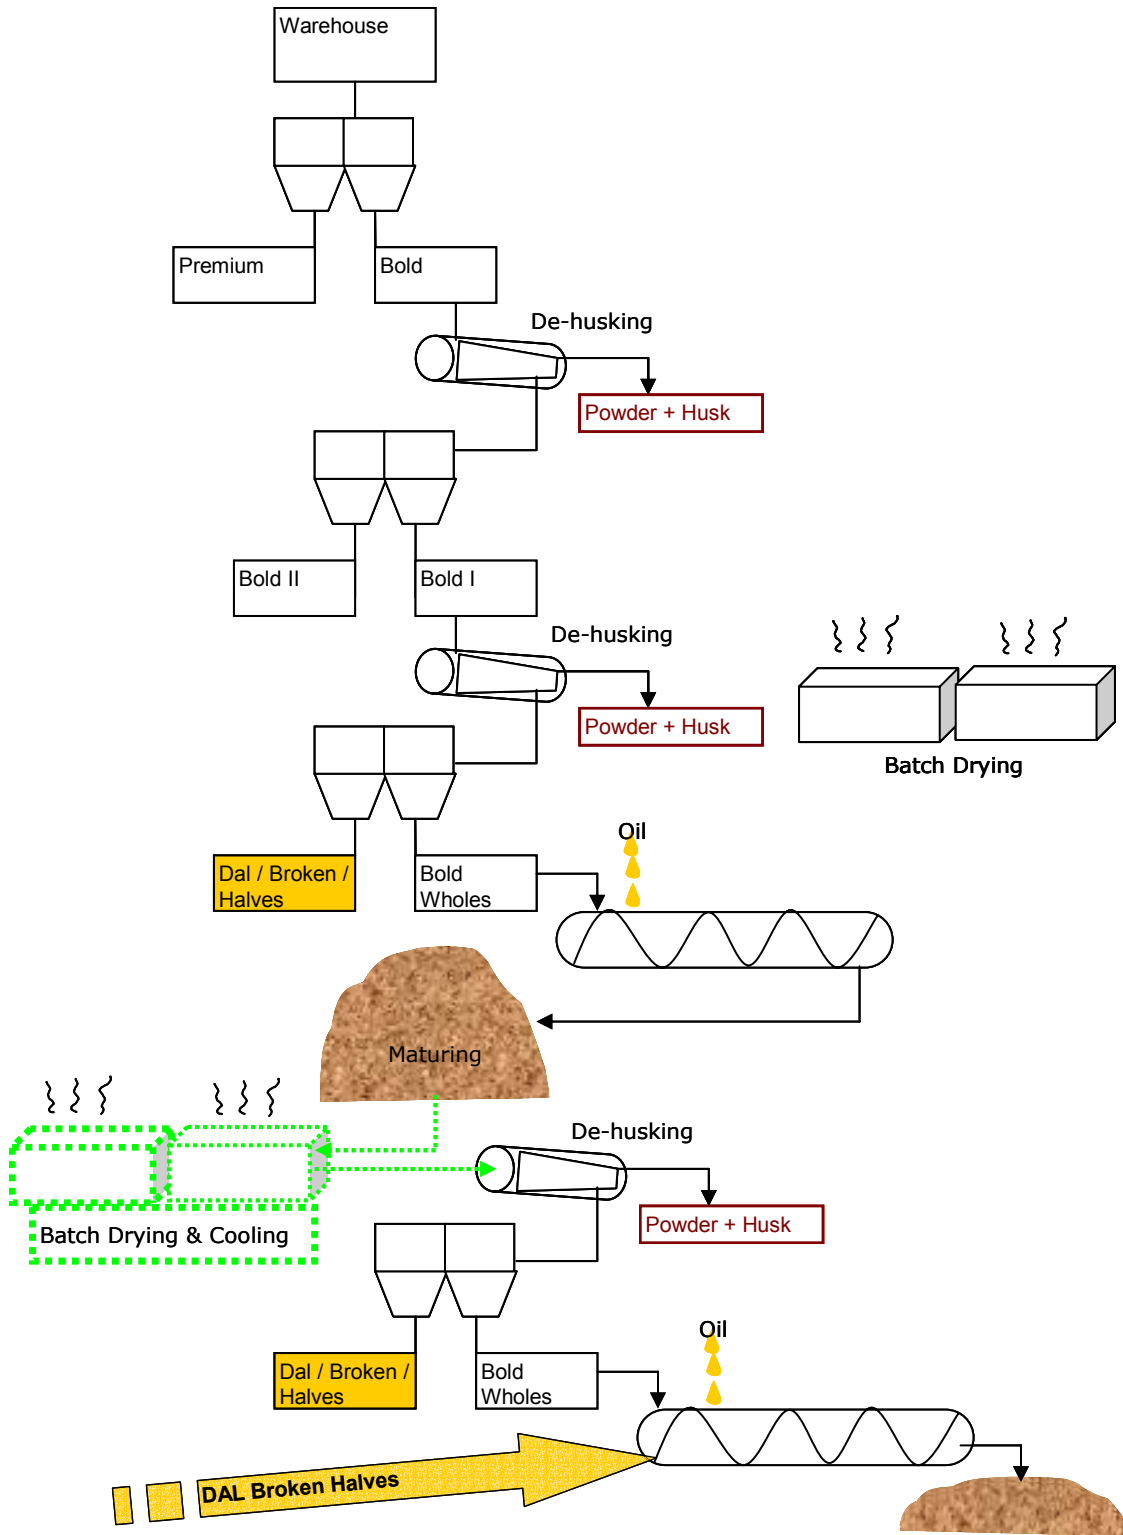 Warehouse
Premium
Bold
De-husking
Powder + Husk
Bold II
Bold I
De-husking
Powder + Husk
Batch Drying
Oil
Dal / Broken /
Halves
Bold
Wholes
Maturing
De-husking
Powder + Husk
Batch Drying & Cooling
Oil
Dal / Broken /
Halves
Bold
Wholes
DAL Broken Halves